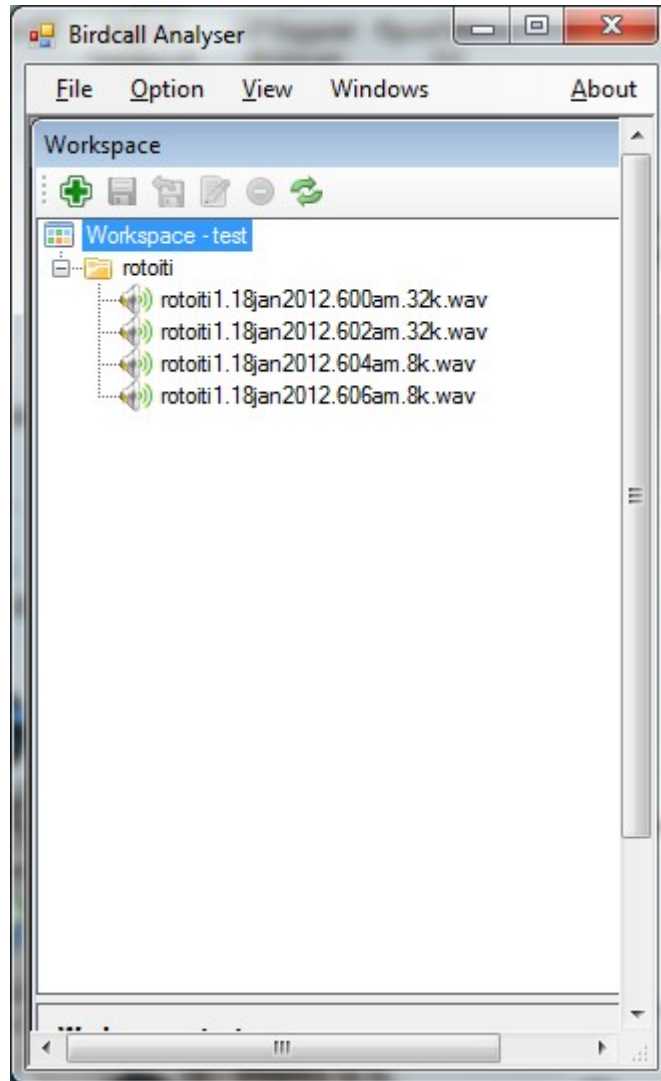 Birdcall Analyser
File Option View Windows About
Workspace
Workspace - test
rotoiti
rotoiti1.18jan2012.600am.32k.wav
rotoiti1.18jan2012.602am.32k.wav
rotoiti1.18jan2012.604am.8k.wav
rotoiti1.18jan2012.606am.8k.wav